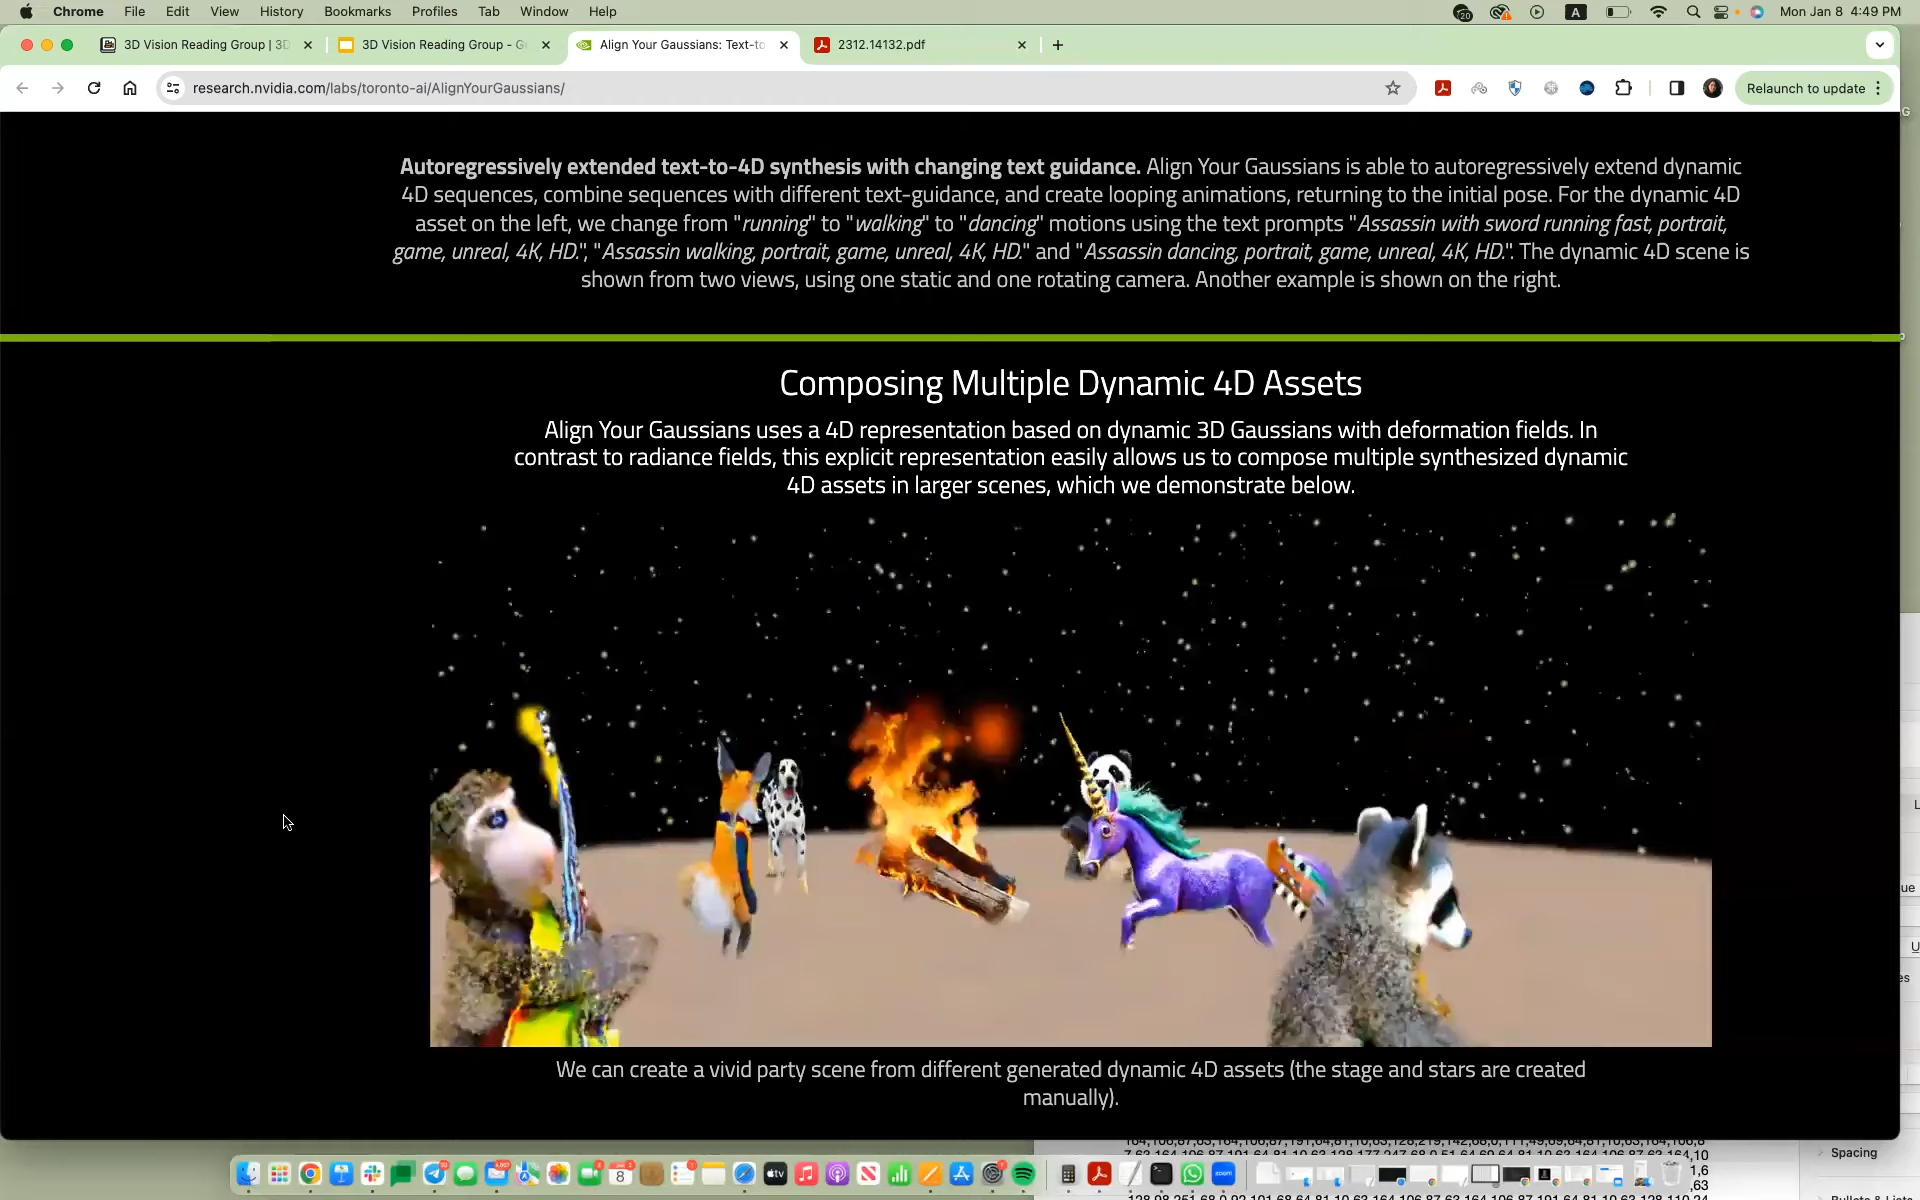 Chrome File Edit View History Bookmarks Profiles Tab Window Help
20
A
Mon Jan 8 4:49 PM
3D Vision Reading Group | 3D
3D Vision Reading Group - G
Align Your Gaussians: Text-to
2312.14132.pdf
research.nvidia.com/labs/toronto-ai/AlignYourGaussians/
Relaunch to update
Autoregressively extended text-to-4D synthesis with changing text guidance. Align Your Gaussians is able to autoregressively extend dynamic
4D sequences, combine sequences with different text-guidance, and create looping animations, returning to the initial pose. For the dynamic 4D
asset on the left, we change from "running" to "walking" to "dancing" motions using the text prompts "Assassin with sword running fast, portrait,
game, unreal, 4K, HD.", "Assassin walking, portrait, game, unreal, 4K, HD." and "Assassin dancing, portrait, game, unreal, 4K, HD.". The dynamic 4D scene is
shown from two views, using one static and one rotating camera. Another example is shown on the right.
Composing Multiple Dynamic 4D Assets
Align Your Gaussians uses a 4D representation based on dynamic 3D Gaussians with deformation fields. In
contrast to radiance fields, this explicit representation easily allows us to compose multiple synthesized dynamic
4D assets in larger scenes, which we demonstrate below.
We can create a vivid party scene from different generated dynamic 4D assets (the stage and stars are created
manually).
Spacing